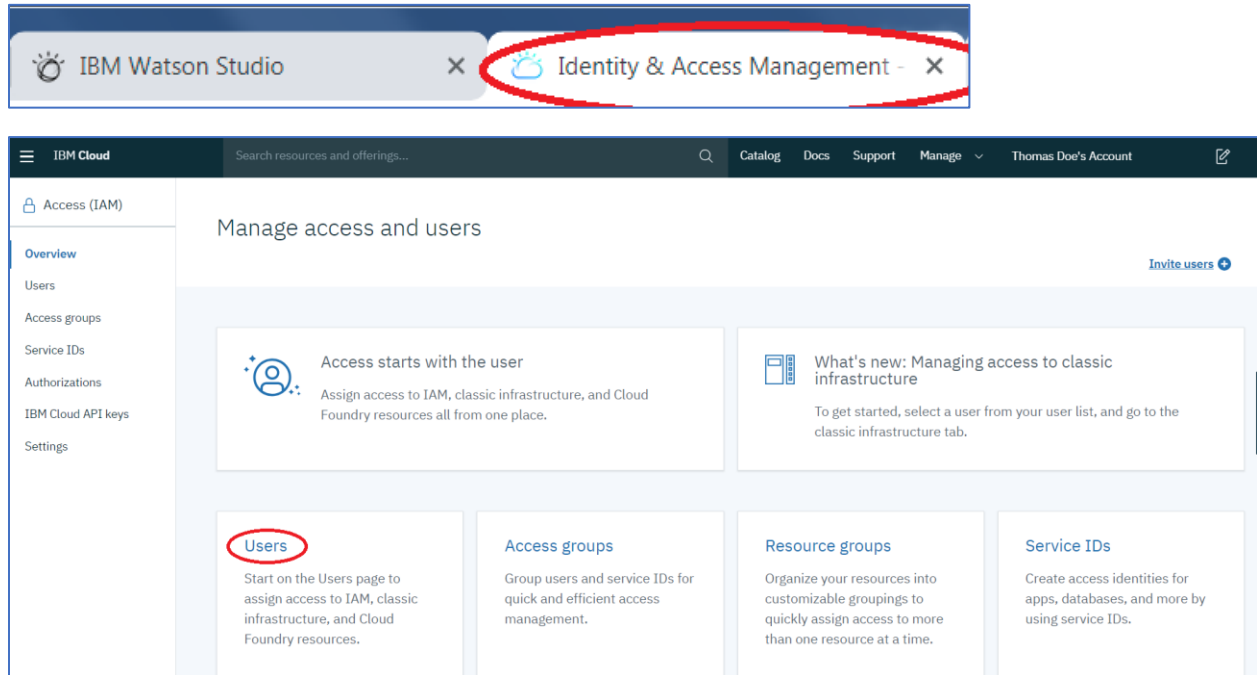 IBM Watson Studio
Identity & Access Management -
IBM Cloud
Search resources and offerings...
Catalog
Docs
Support
Manage
Thomas Doe's Account
Access (IAM)
Overview
Users
Access groups
Service IDs
Authorizations
IBM Cloud API keys
Settings
Manage access and users
Invite users
Access starts with the user
Assign access to IAM, classic infrastructure, and Cloud
Foundry resources all from one place.
What's new: Managing access to classic
infrastructure
To get started, select a user from your user list, and go to the
classic infrastructure tab.
Users
Start on the Users page to
assign access to IAM, classic
infrastructure, and Cloud
Foundry resources.
Access groups
Group users and service IDs for
quick and efficient access
management.
Resource groups
Organize your resources into
customizable groupings to
quickly assign access to more
than one resource at a time.
Service IDs
Create access identities for
apps, databases, and more by
using service IDs.